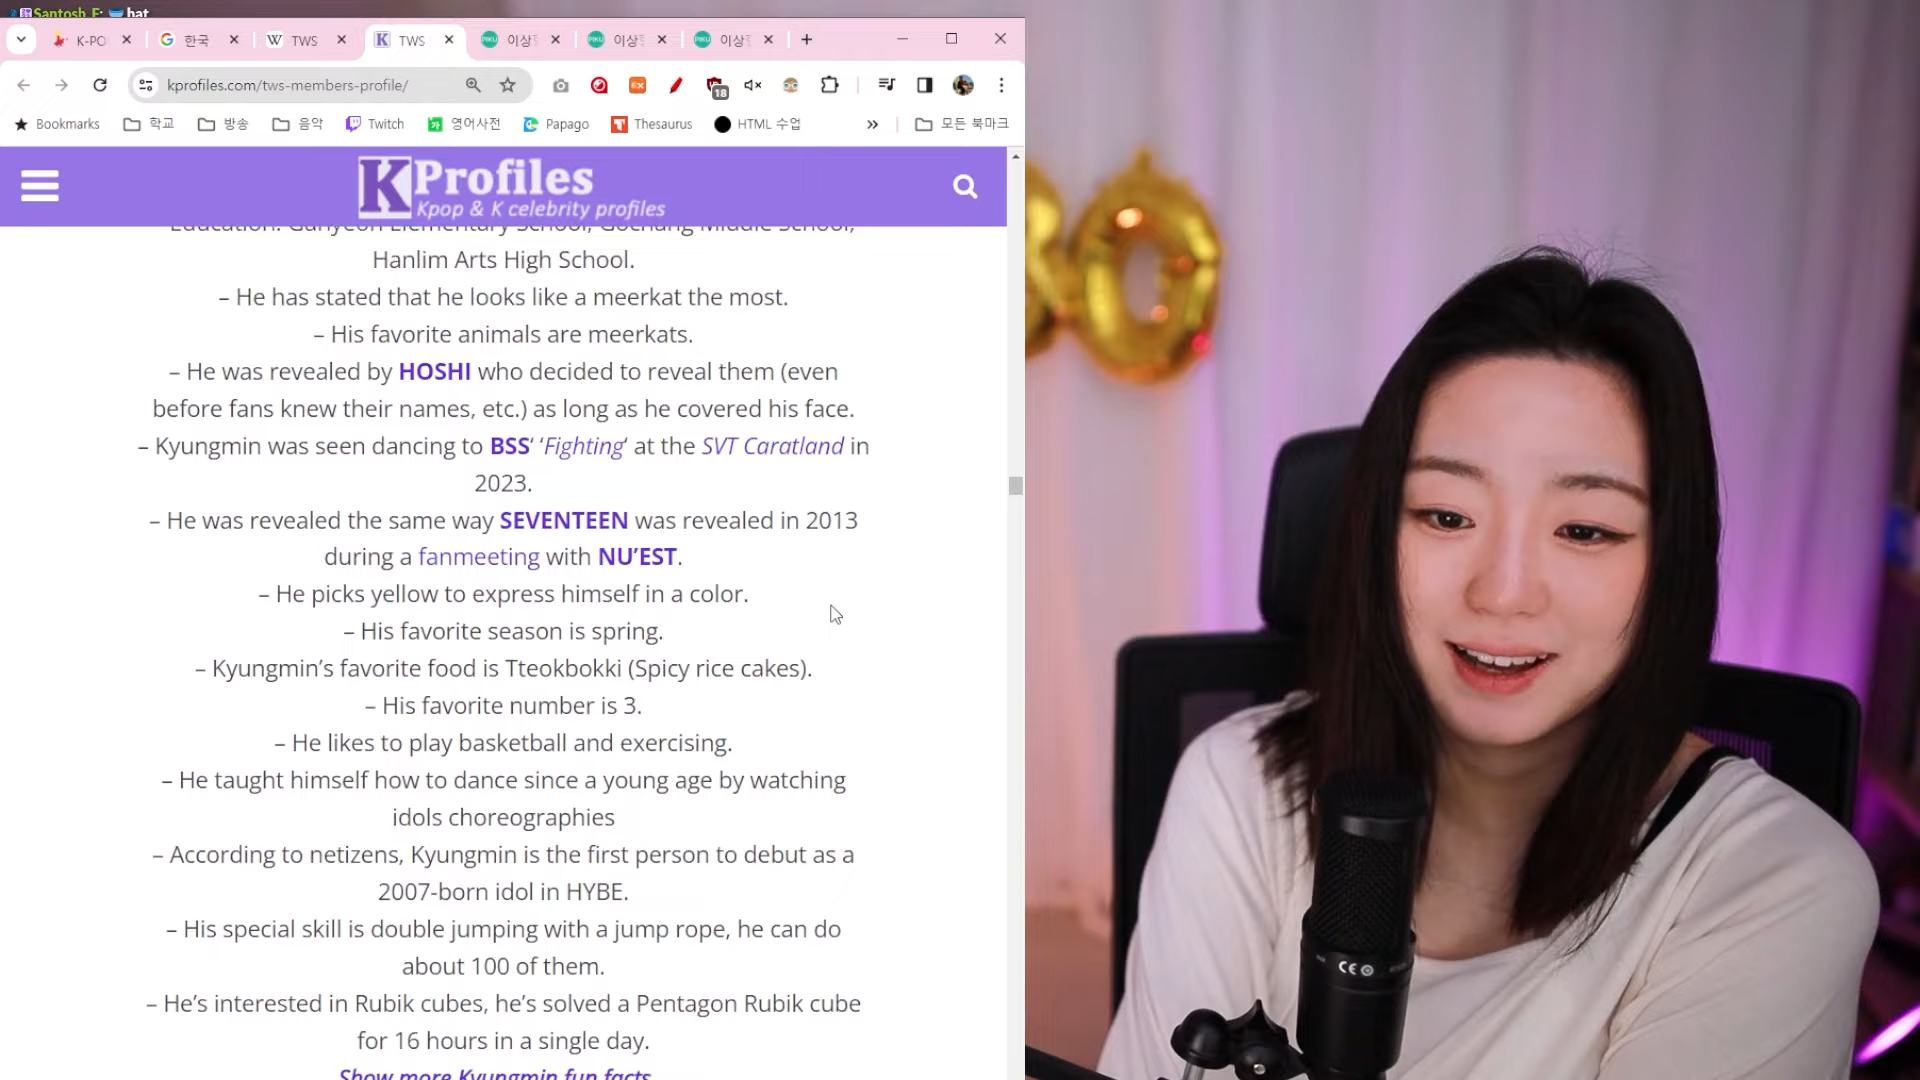 Santosh_E: hat
K-PO
한국
TWS
TWS
이상
이상
이상
kprofiles.com/tws-members-profile/
18
Bookmarks
학교
방송
음악
Twitch
영어사전
Papago
Thesaurus
HTML 수업
모든 북마크
K Profiles
Kpop & K celebrity profiles
Education: Ganyeon Elementary School, Gochang Middle School,
Hanlim Arts High School.
– He has stated that he looks like a meerkat the most.
– His favorite animals are meerkats.
– He was revealed by HOSHI who decided to reveal them (even
before fans knew their names, etc.) as long as he covered his face.
– Kyungmin was seen dancing to BSS‘ ‘Fighting‘ at the SVT Caratland in
2023.
– He was revealed the same way SEVENTEEN was revealed in 2013
during a fanmeeting with NU’EST.
– He picks yellow to express himself in a color.
– His favorite season is spring.
– Kyungmin’s favorite food is Tteokbokki (Spicy rice cakes).
– His favorite number is 3.
– He likes to play basketball and exercising.
– He taught himself how to dance since a young age by watching
idols choreographies
– According to netizens, Kyungmin is the first person to debut as a
2007-born idol in HYBE.
– His special skill is double jumping with a jump rope, he can do
about 100 of them.
– He’s interested in Rubik cubes, he’s solved a Pentagon Rubik cube
for 16 hours in a single day.
Show more Kyungmin fun facts
CE